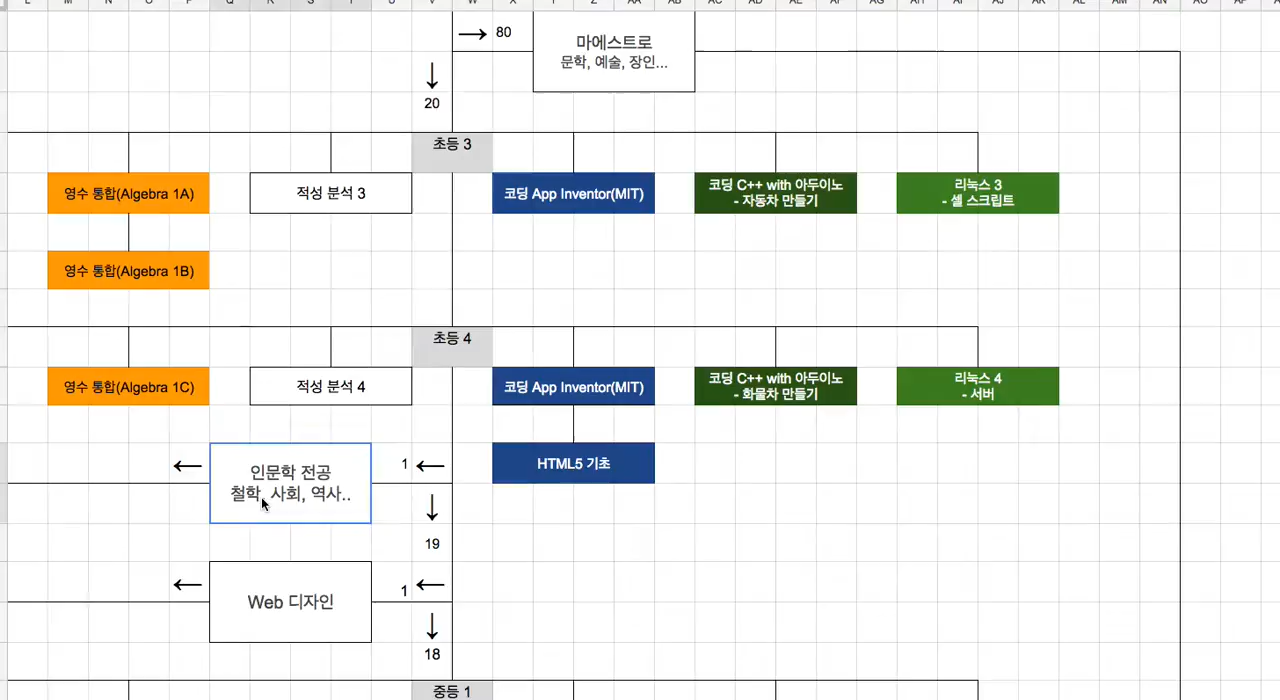 → 80
마에스트로
문학, 예술, 장인...
↓
20
초등 3
영수 통합(Algebra 1A)
적성 분석 3
코딩 App Inventor(MIT)
코딩 C++ with 아두이노
- 자동차 만들기
리눅스 3
- 셀 스크립트
영수 통합(Algebra 1B)
초등 4
영수 통합(Algebra 1C)
적성 분석 4
코딩 App Inventor(MIT)
코딩 C++ with 아두이노
- 화물차 만들기
리눅스 4
- 서버
←
인문학 전공
철학, 사회, 역사..
1 ←
HTML5 기초
↓
19
←
Web 디자인
1 ←
↓
18
중등 1